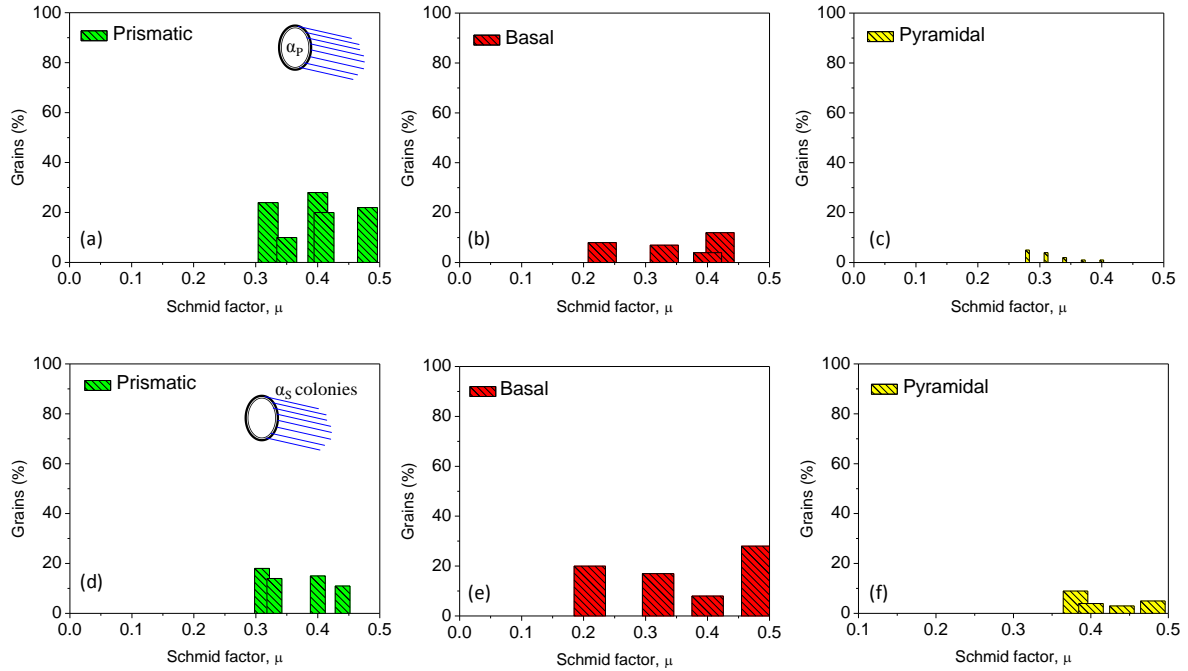 100
80
60
40
20
0
Grains (%)
Prismatic
αP
(a)
0.0 0.1 0.2 0.3 0.4 0.5
Schmid factor, μ
100
80
60
40
20
0
Grains (%)
Basal
(b)
0.0 0.1 0.2 0.3 0.4 0.5
Schmid factor, μ
100
80
60
40
20
0
Grains (%)
Pyramidal
(c)
0.0 0.1 0.2 0.3 0.4 0.5
Schmid factor, μ
100
80
60
40
20
0
Grains (%)
Prismatic
αS colonies
(d)
0.0 0.1 0.2 0.3 0.4 0.5
Schmid factor, μ
100
80
60
40
20
0
Grains (%)
Basal
(e)
0.0 0.1 0.2 0.3 0.4 0.5
Schmid factor, μ
100
80
60
40
20
0
Grains (%)
Pyramidal
(f)
0.1 0.2 0.3 0.4 0.5
Schmid factor, μ